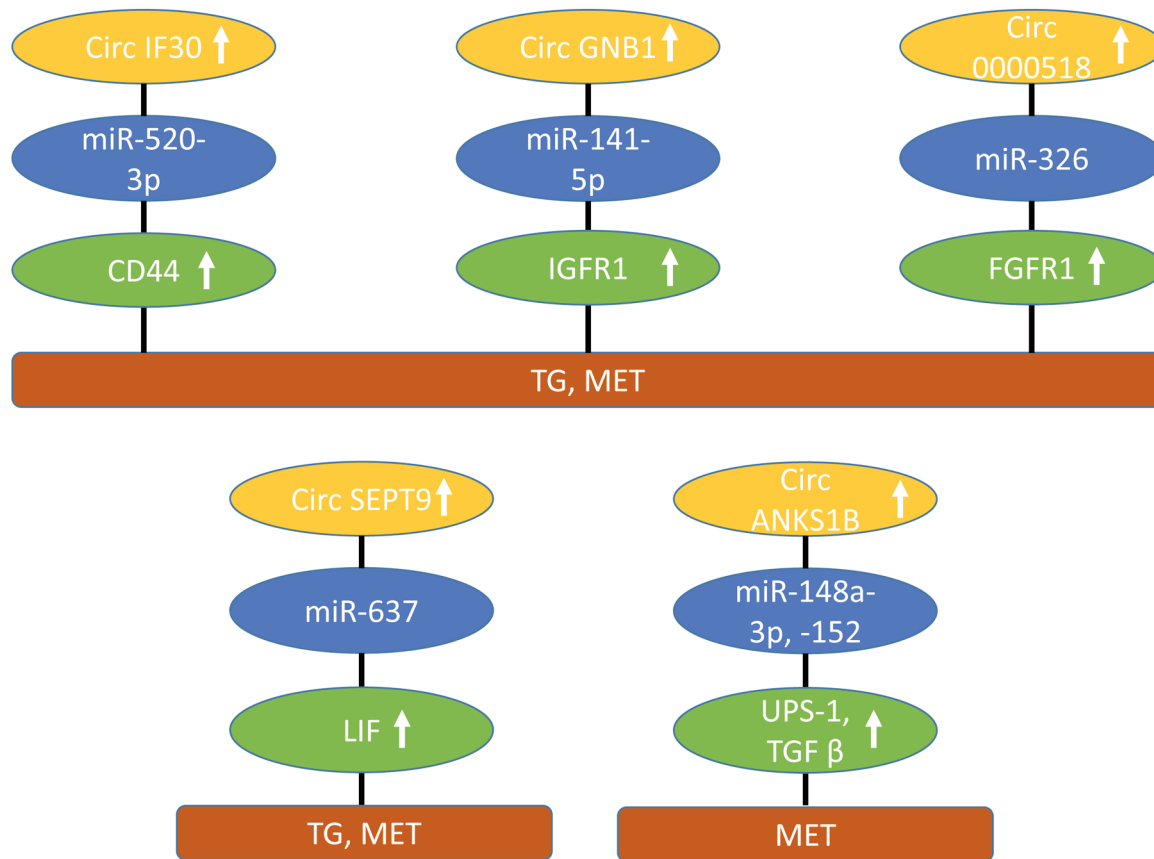 Circ IF30
Circ GNB1
Circ
0000518
miR-520-
3p
miR-141-
5p
miR-326
CD44
IGFR1
FGFR1
TG, MET
Circ SEPT9
Circ
ANKS1B
miR-637
miR-148a-
3p, -152
LIF
UPS-1,
TGF β
TG, MET
MET